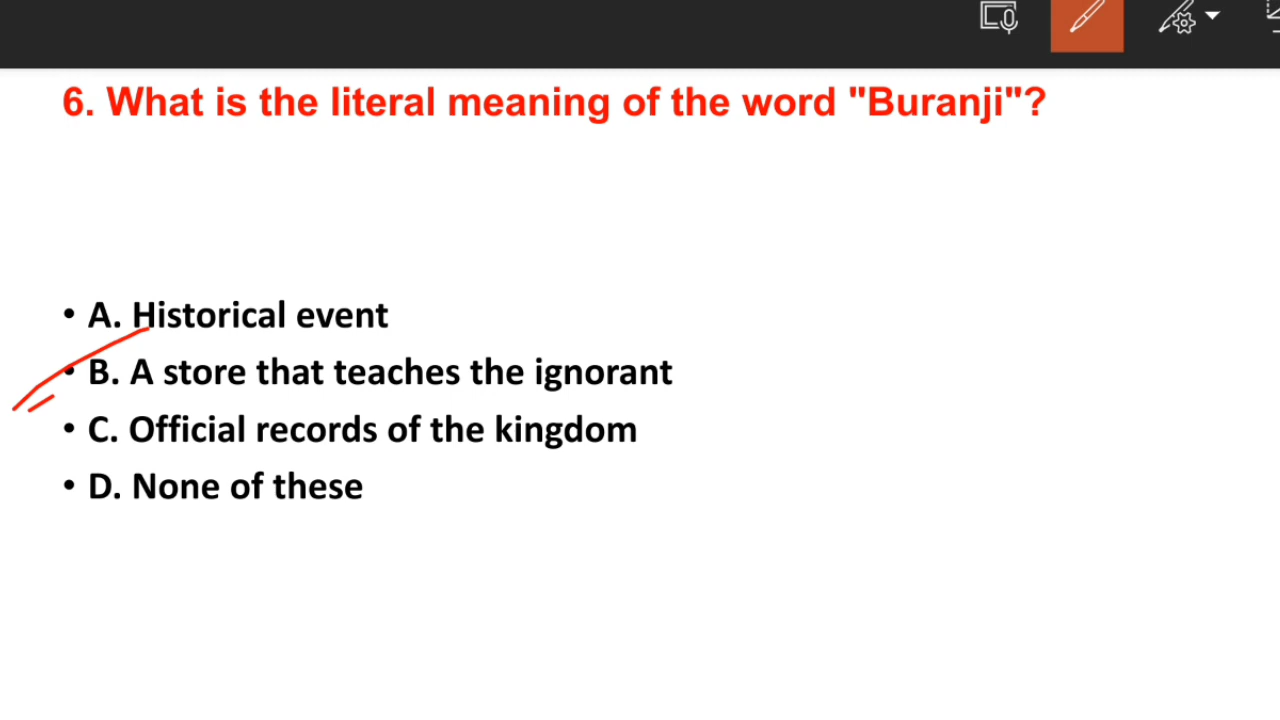 6. What is the literal meaning of the word "Buranji"?
• A. Historical event
• B. A store that teaches the ignorant
• C. Official records of the kingdom
• D. None of these